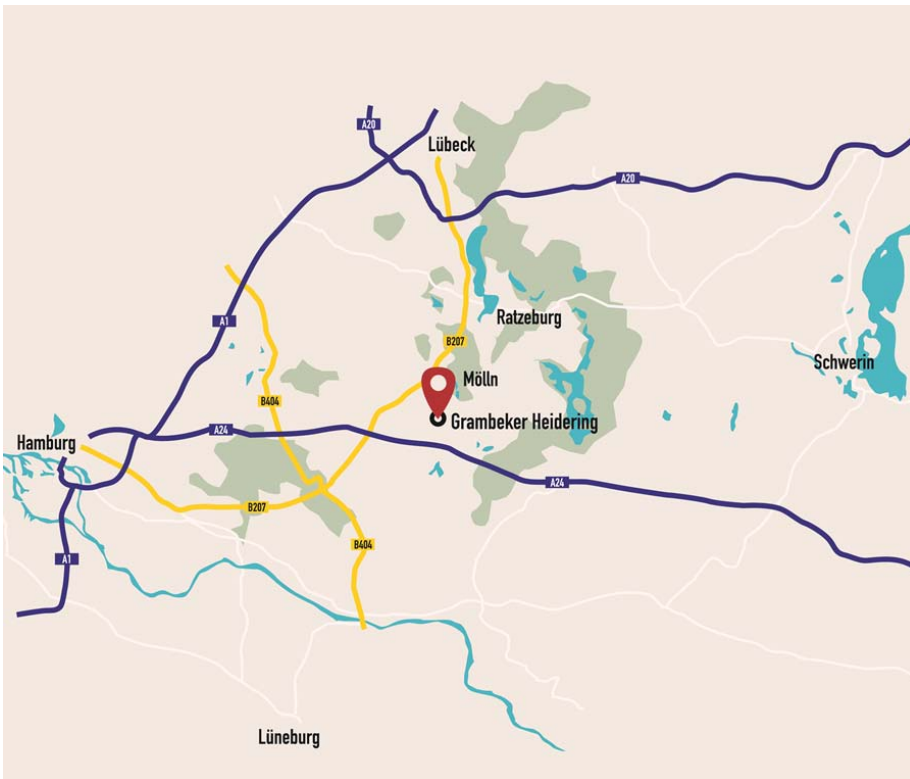 A20
Lübeck
A20
A1
Ratzeburg
B207
Schwerin
Mölln
B404
Grambeker Heidering
A24
Hamburg
A24
B207
B404
A1
Lüneburg